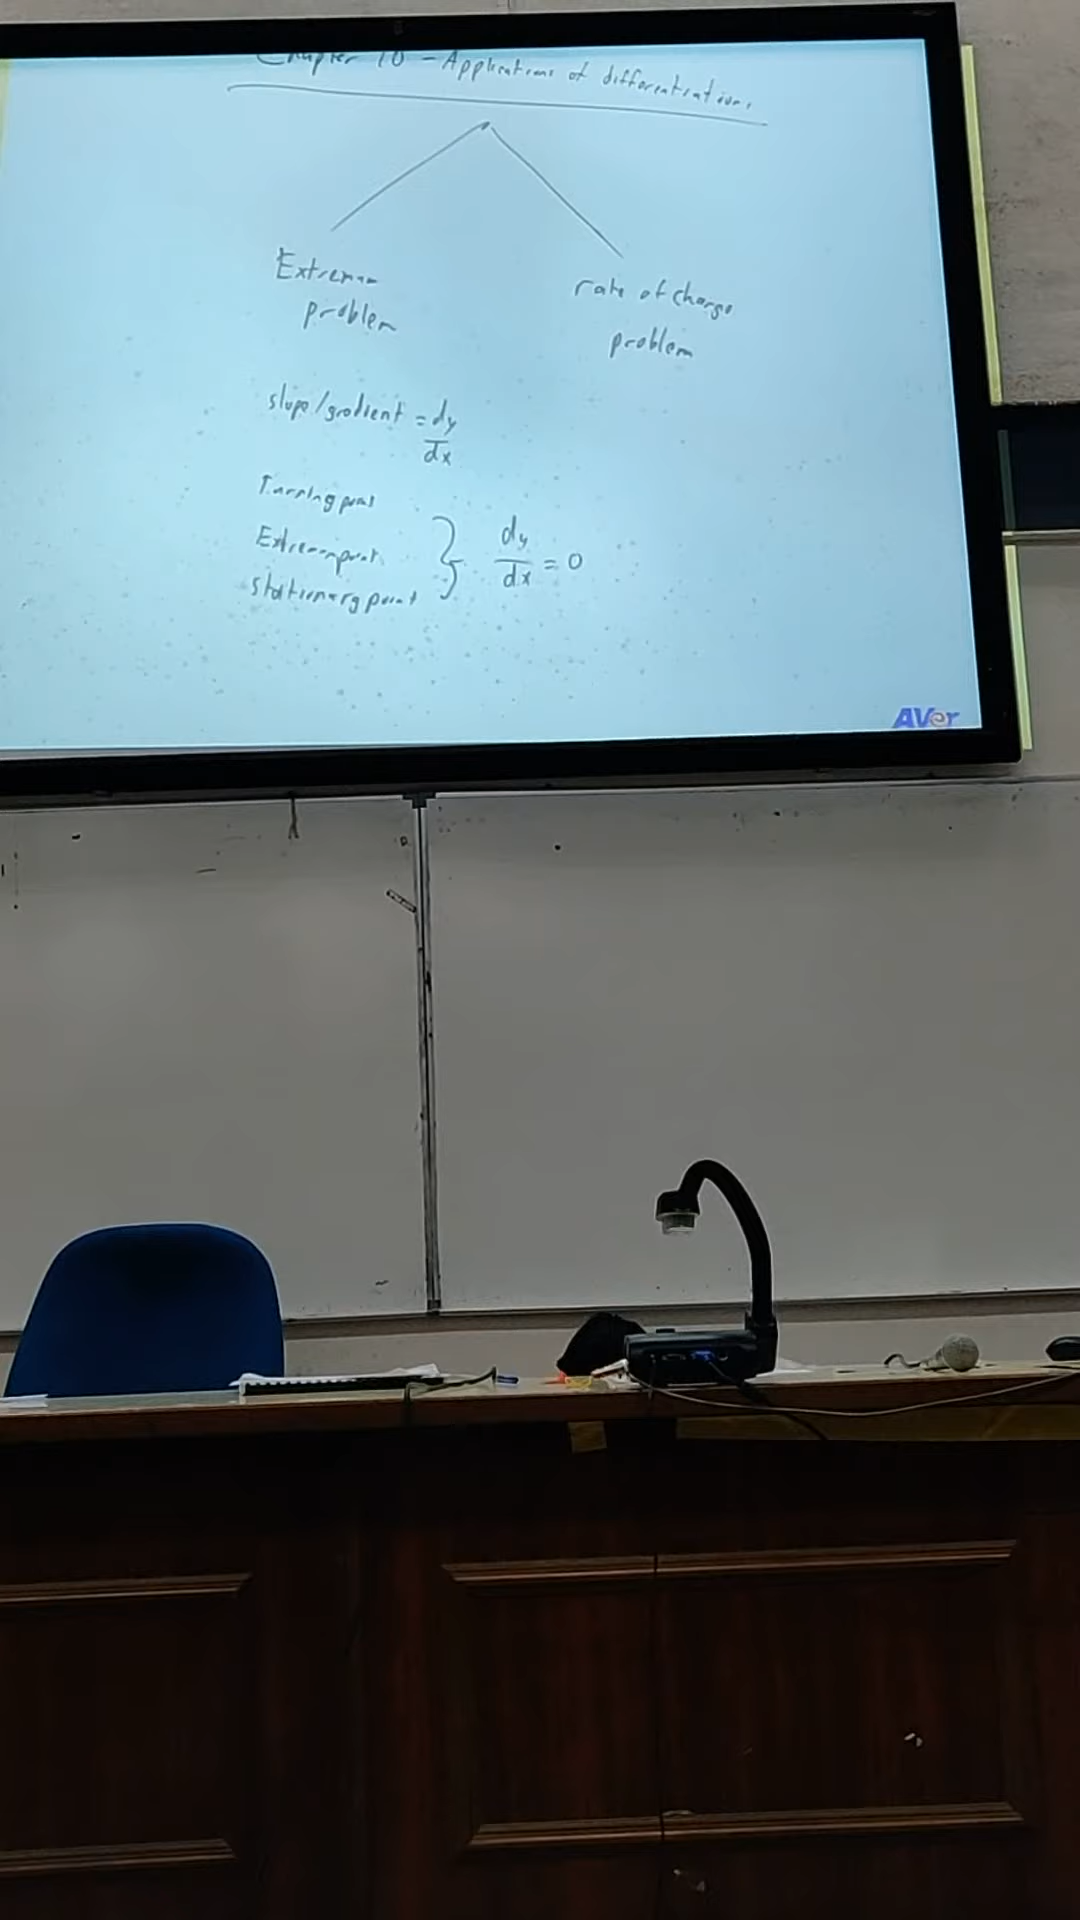 Chapter 10 - Applications of differentiations
Extremum
problem
rate of change
problem
slope/gradient = dy
dx
Turning point
Extremum point
stationary point
dy
dx = 0
AVer